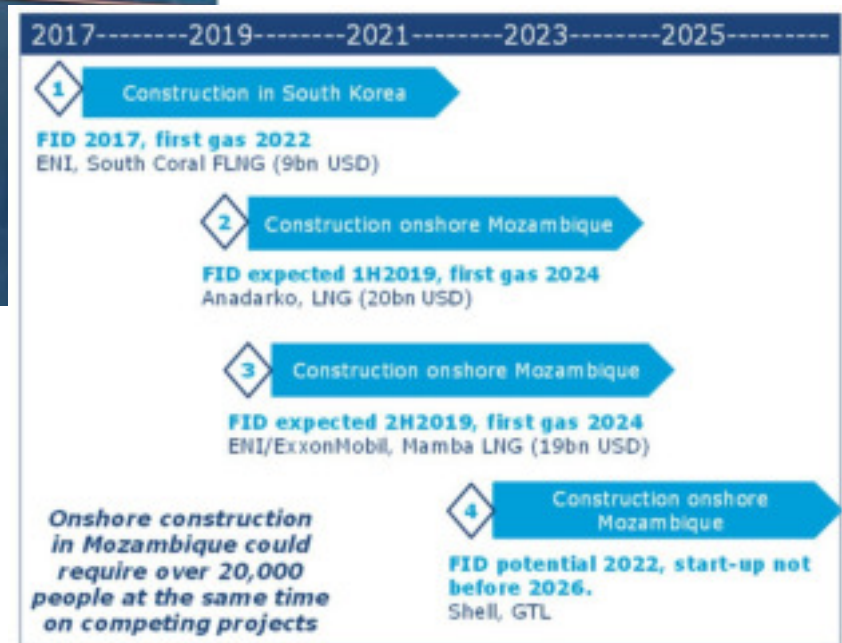 2017--------2019--------2021--------2023--------2025---------
1
Construction in South Korea
FID 2017, first gas 2022
ENI, South Coral FLNG (9bn USD)
2
Construction onshore Mozambique
FID expected 1H2019, first gas 2024
Anadarko, LNG (20bn USD)
3
Construction onshore Mozambique
FID expected 2H2019, first gas 2024
ENI/ExxonMobil, Mamba LNG (19bn USD)
4
Construction onshore
Mozambique
FID potential 2022, start-up not
before 2026.
Shell, GTL
Onshore construction
in Mozambique could
require over 20,000
people at the same time
on competing projects